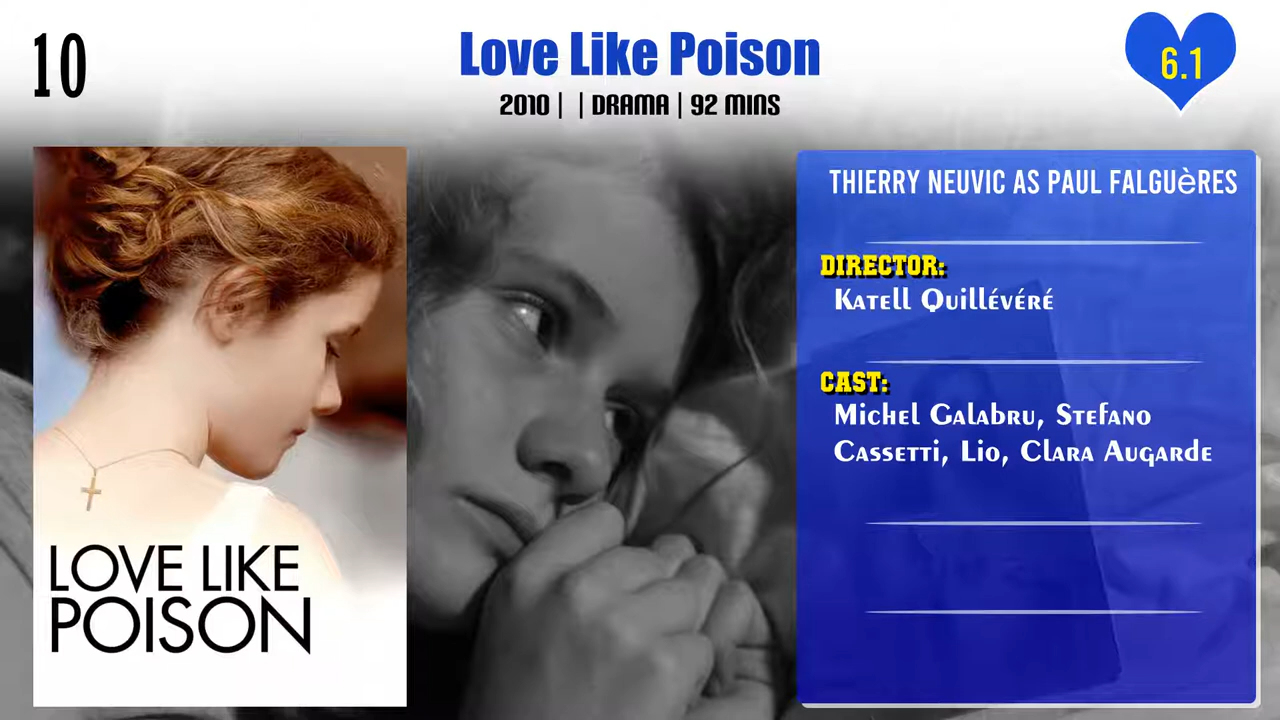 10
Love Like Poison
2010 | | DRAMA | 92 MINS
6.1
LOVE LIKE
POISON
THIERRY NEUVIC AS PAUL FALGUèRES
DIRECTOR:
Katell Quillévéré
CAST:
Michel Galabru, Stefano
Cassetti, Lio, Clara Augarde